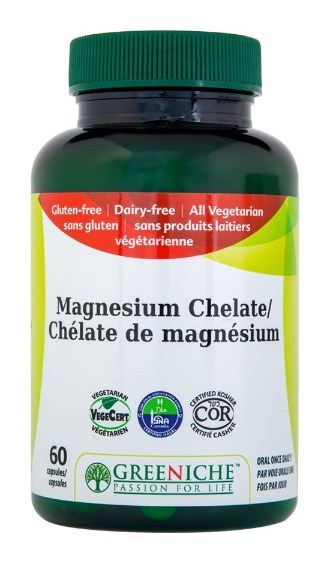 Gluten-free | Dairy-free | All Vegetarian
sans gluten | sans produits laitiers
végétarienne
Magnesium Chelate/
Chélate de magnésium
VEGETARIAN
VEGECERT
VÉGÉTARIEN
H
ISNA
CERTIFIED KOSHER
COR
CERTIFIÉ CASHER
60
capsules/
capsules
GREENICHE™
PASSION FOR LIFE
ORAL ONCE DAILY/
PAR VOIE ORALE UNE
FOIS PAR JOUR